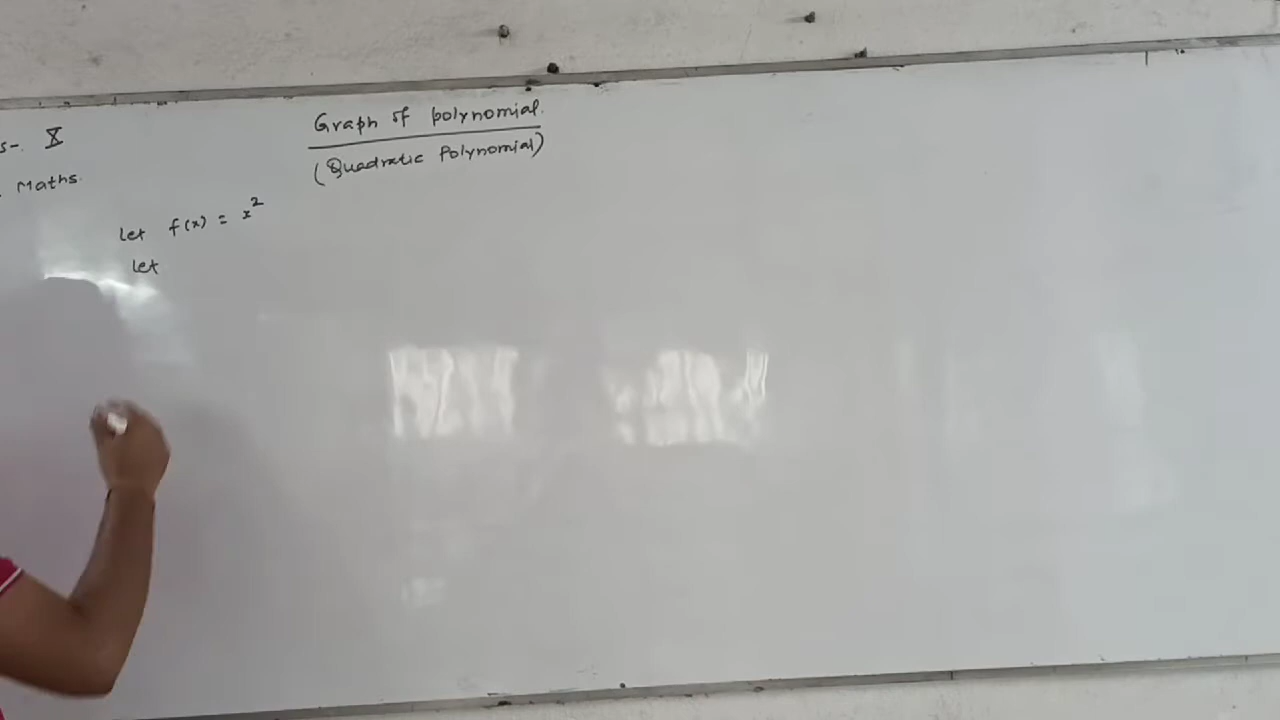 Graph of polynomial.
(Quadratic Polynomial)
X
Maths.
let f(x) = x²
let